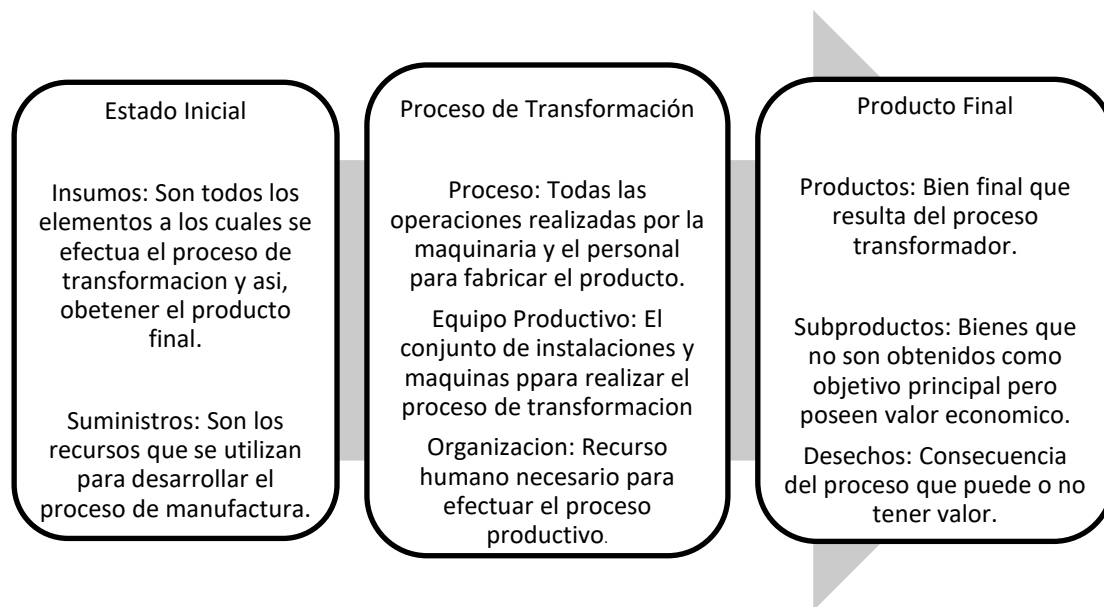 Estado Inicial
Insumos: Son todos los
elementos a los cuales se
efectua el proceso de
transformacion y asi,
obetener el producto
final.
Suministros: Son los
recursos que se utilizan
para desarrollar el
proceso de manufactura.
Proceso de Transformación
Proceso: Todas las
operaciones realizadas por la
maquinaria y el personal
para fabricar el producto.
Equipo Productivo: El
conjunto de instalaciones y
maquinas ppara realizar el
proceso de transformacion
Organizacion: Recurso
humano necesario para
efectuar el proceso
productivo.
Producto Final
Productos: Bien final que
resulta del proceso
transformador.
Subproductos: Bienes que
no son obtenidos como
objetivo principal pero
poseen valor economico.
Desechos: Consecuencia
del proceso que puede o no
tener valor.